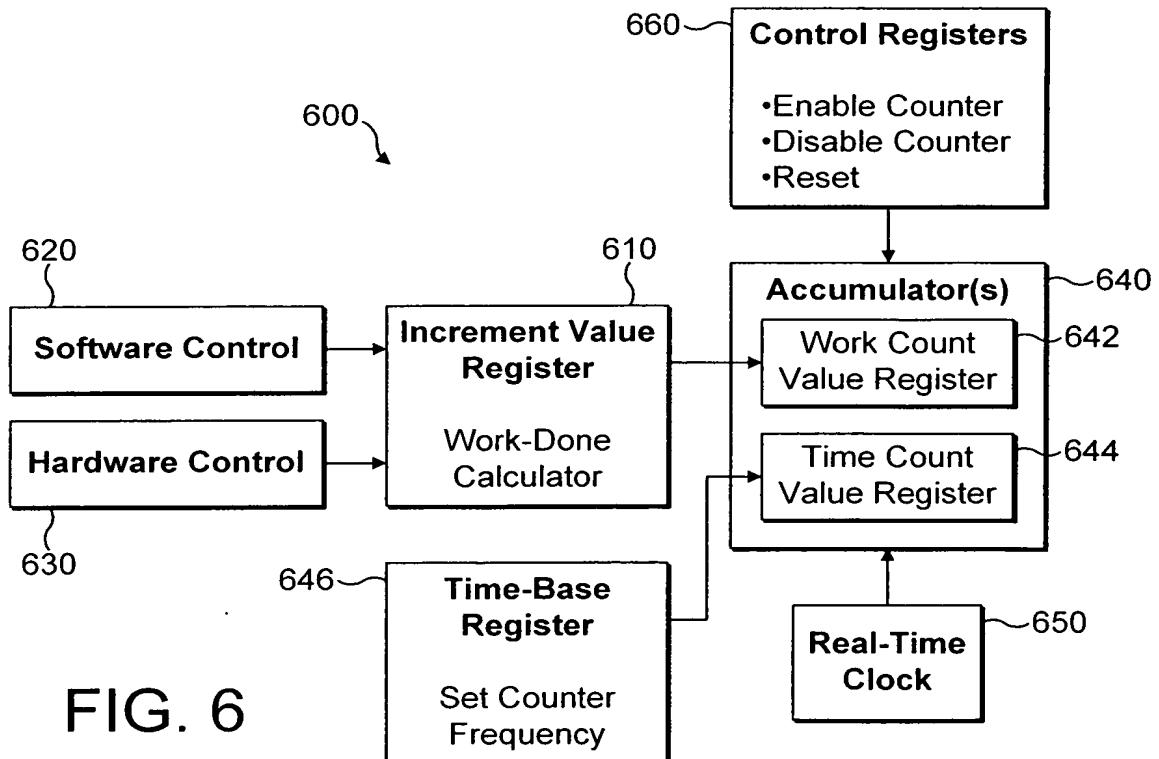 660
Control Registers
•Enable Counter
•Disable Counter
•Reset
600
620
Software Control
Hardware Control
630
610
Increment Value
Register
Work-Done
Calculator
Accumulator(s)
640
Work Count
Value Register
642
Time Count
Value Register
644
646
Time-Base
Register
Set Counter
Frequency
Real-Time
Clock
650
FIG. 6